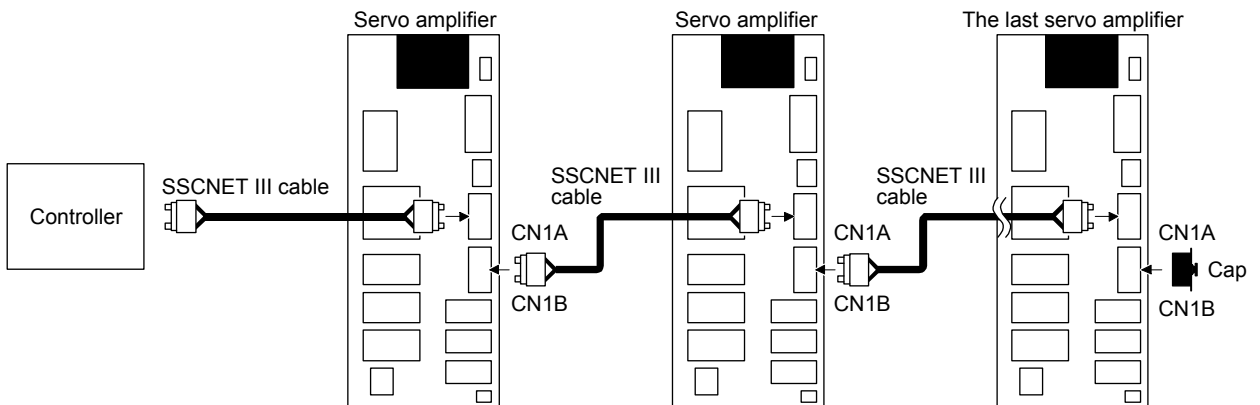 Servo amplifier
Servo amplifier
The last servo amplifier
Controller
SSCNET III cable
SSCNET III
cable
SSCNET III
cable
CN1A
CN1B
CN1A
CN1B
CN1A
Cap
CN1B